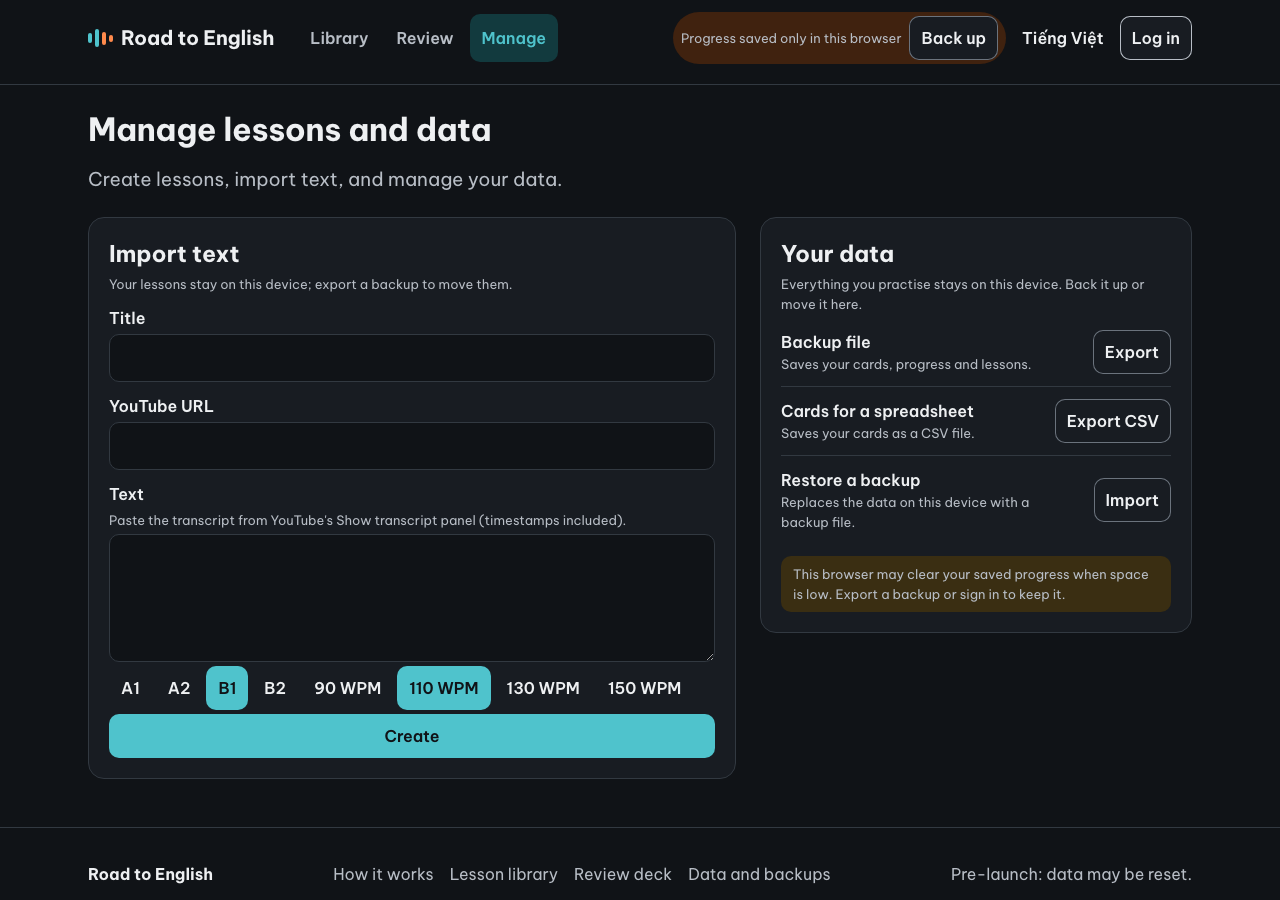 Road to English
Library
Review
Manage
Progress saved only in this browser
Back up
Tiếng Việt
Log in
Manage lessons and data
Create lessons, import text, and manage your data.
Import text
Your lessons stay on this device; export a backup to move them.
Title
YouTube URL
Text
Paste the transcript from YouTube's Show transcript panel (timestamps included).
A1 A2 B1 B2 90 WPM 110 WPM 130 WPM 150 WPM
Create
Your data
Everything you practise stays on this device. Back it up or
move it here.
Backup file
Saves your cards, progress and lessons.
Export
Cards for a spreadsheet
Saves your cards as a CSV file.
Export CSV
Restore a backup
Replaces the data on this device with a
backup file.
Import
This browser may clear your saved progress when space
is low. Export a backup or sign in to keep it.
Road to English
How it works
Lesson library
Review deck
Data and backups
Pre-launch: data may be reset.